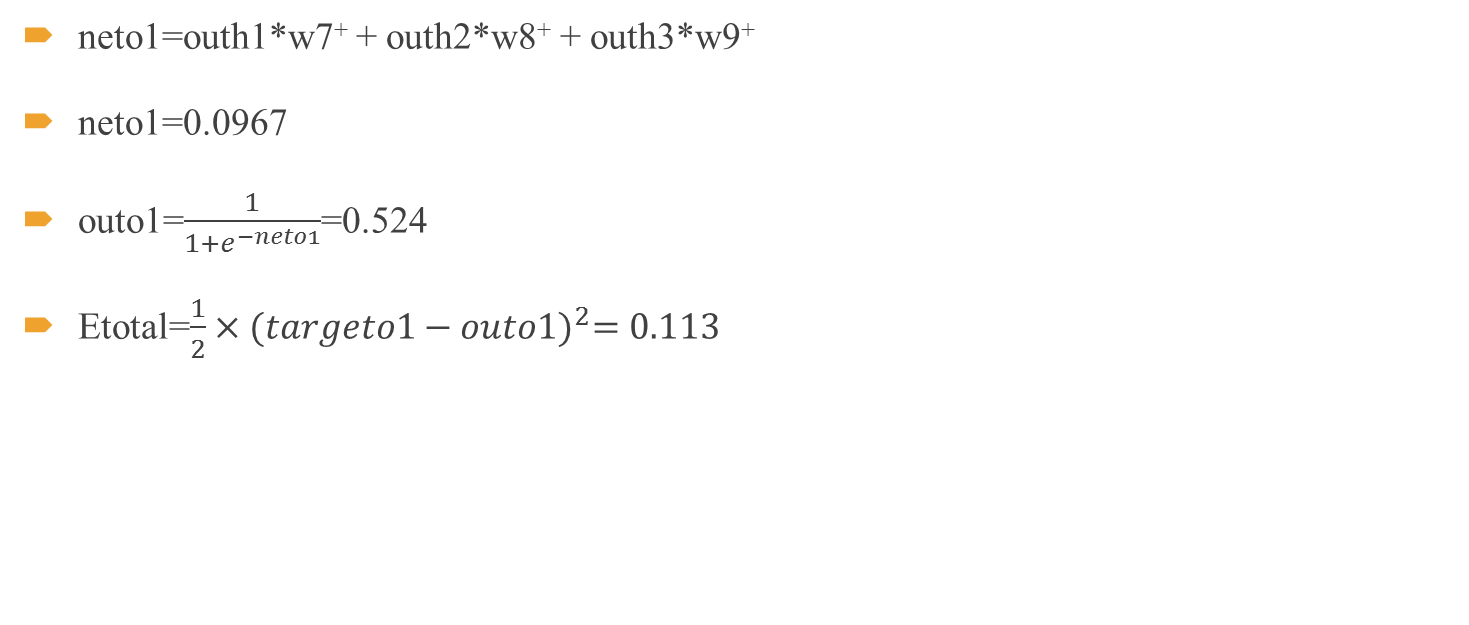 neto1=outh1*w7⁺ + outh2*w8⁺ + outh3*w9⁺
neto1=0.0967
outo1=1/(1+e^(−neto1))=0.524
Etotal=1/2 × (targeto1 − outo1)²= 0.113